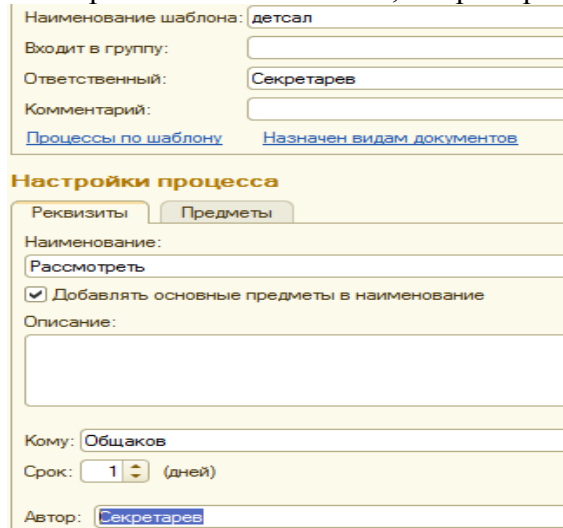 Наименование шаблона: детсал
Входит в группу:
Ответственный: Секретарев
Комментарий:
Процессы по шаблону Назначен видам документов
Настройки процесса
Реквизиты Предметы
Наименование:
Рассмотреть
Добавлять основные предметы в наименование
Описание:
Кому: Общаков
Срок: 1 (дней)
Автор: Секретарев